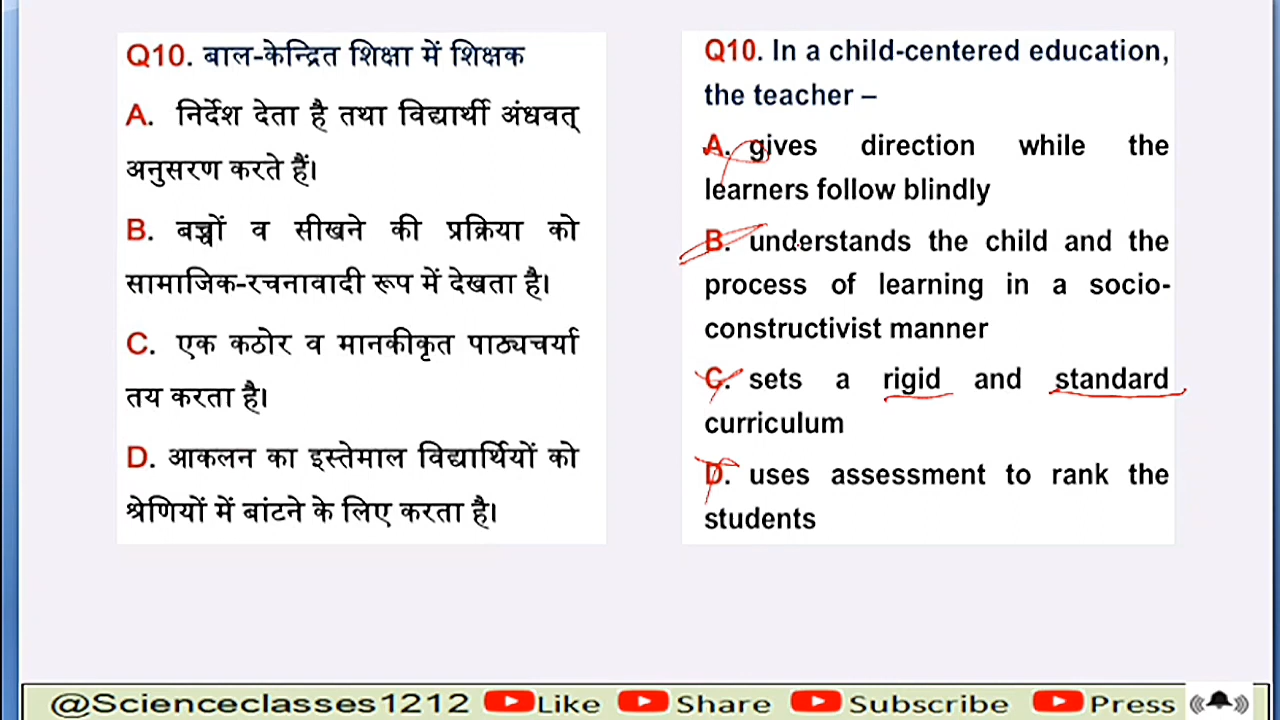 Q10. बाल-केन्द्रित शिक्षा में शिक्षक
A. निर्देश देता है तथा विद्यार्थी अंधवत्
अनुसरण करते हैं।
B. बच्चों व सीखने की प्रक्रिया को
सामाजिक-रचनावादी रूप में देखता है।
C. एक कठोर व मानकीकृत पाठ्यचर्या
तय करता है।
D. आकलन का इस्तेमाल विद्यार्थियों को
श्रेणियों में बांटने के लिए करता है।
Q10. In a child-centered education,
the teacher –
A. gives direction while the
learners follow blindly
B. understands the child and the
process of learning in a socio-
constructivist manner
C. sets a rigid and standard
curriculum
D. uses assessment to rank the
students
@Scienceclasses1212 Like Share Subscribe Press